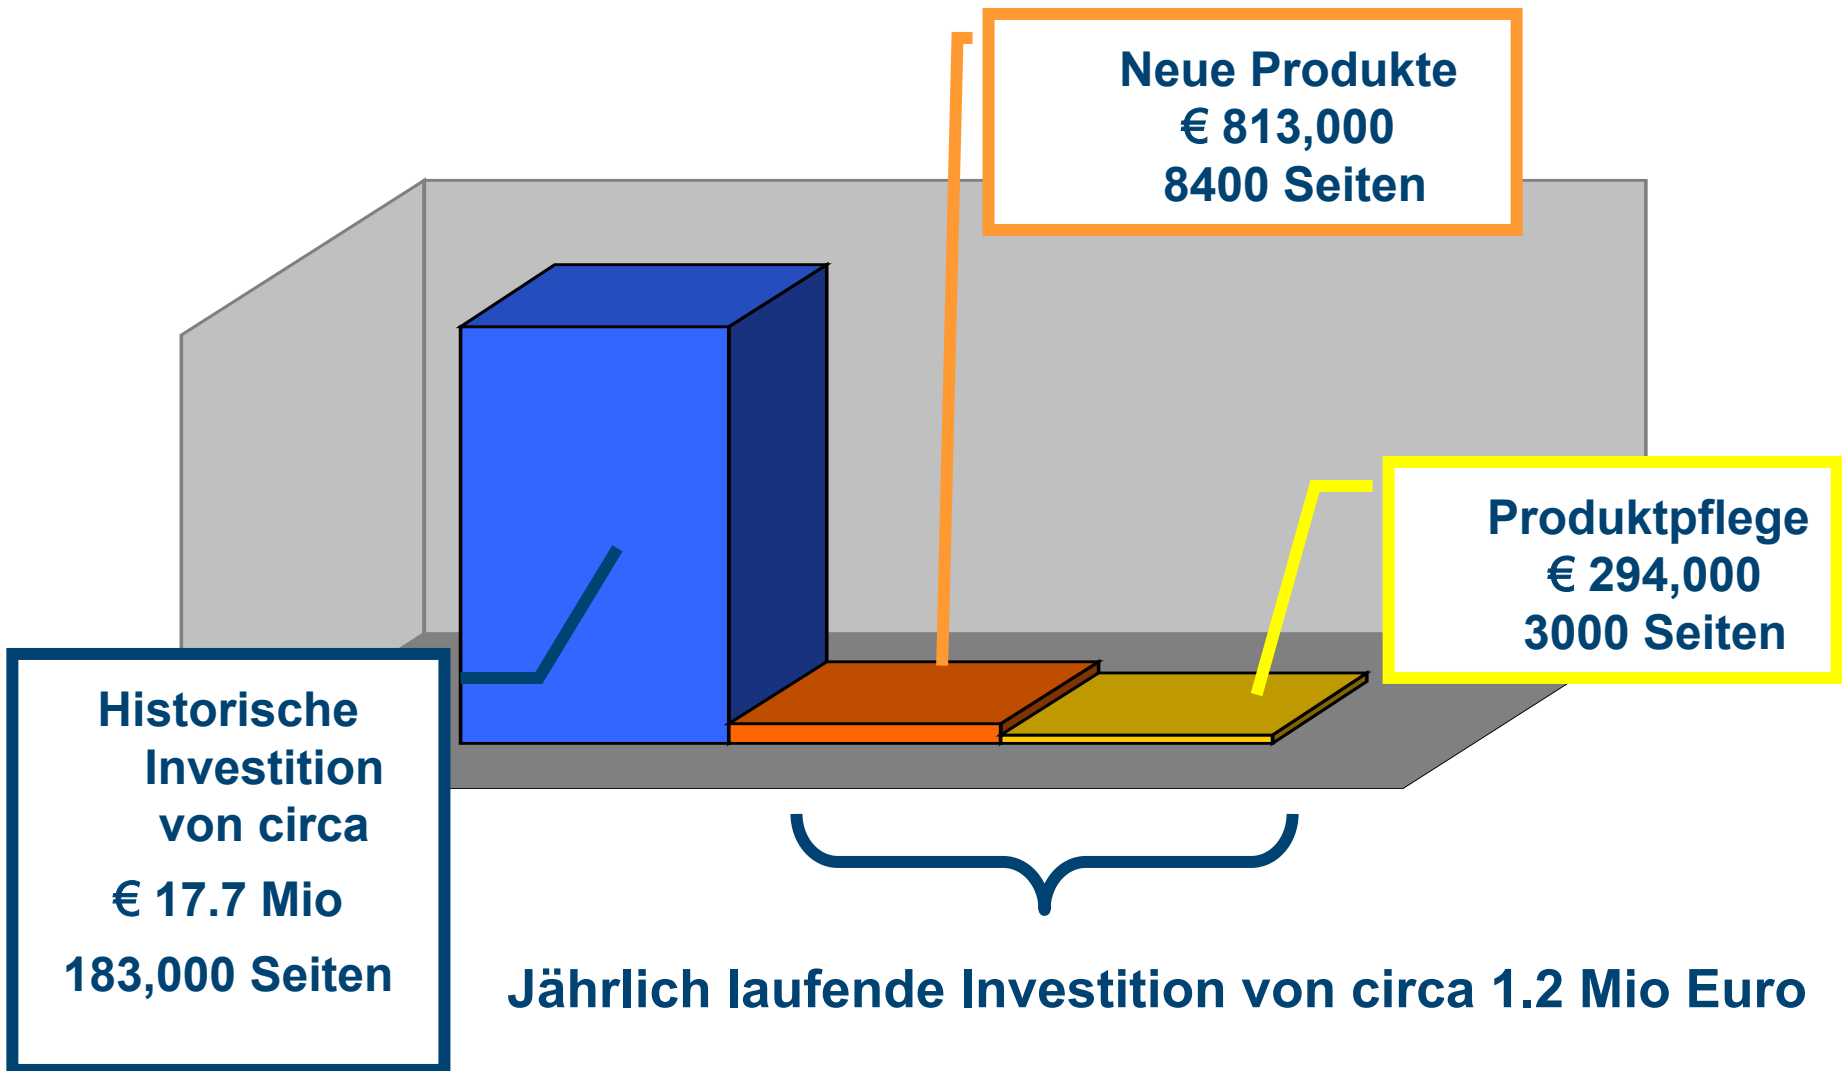 Neue Produkte
€ 813,000
8400 Seiten
Produktpflege
€ 294,000
3000 Seiten
Historische
Investition
von circa
€ 17.7 Mio
183,000 Seiten
Jährlich laufende Investition von circa 1.2 Mio Euro